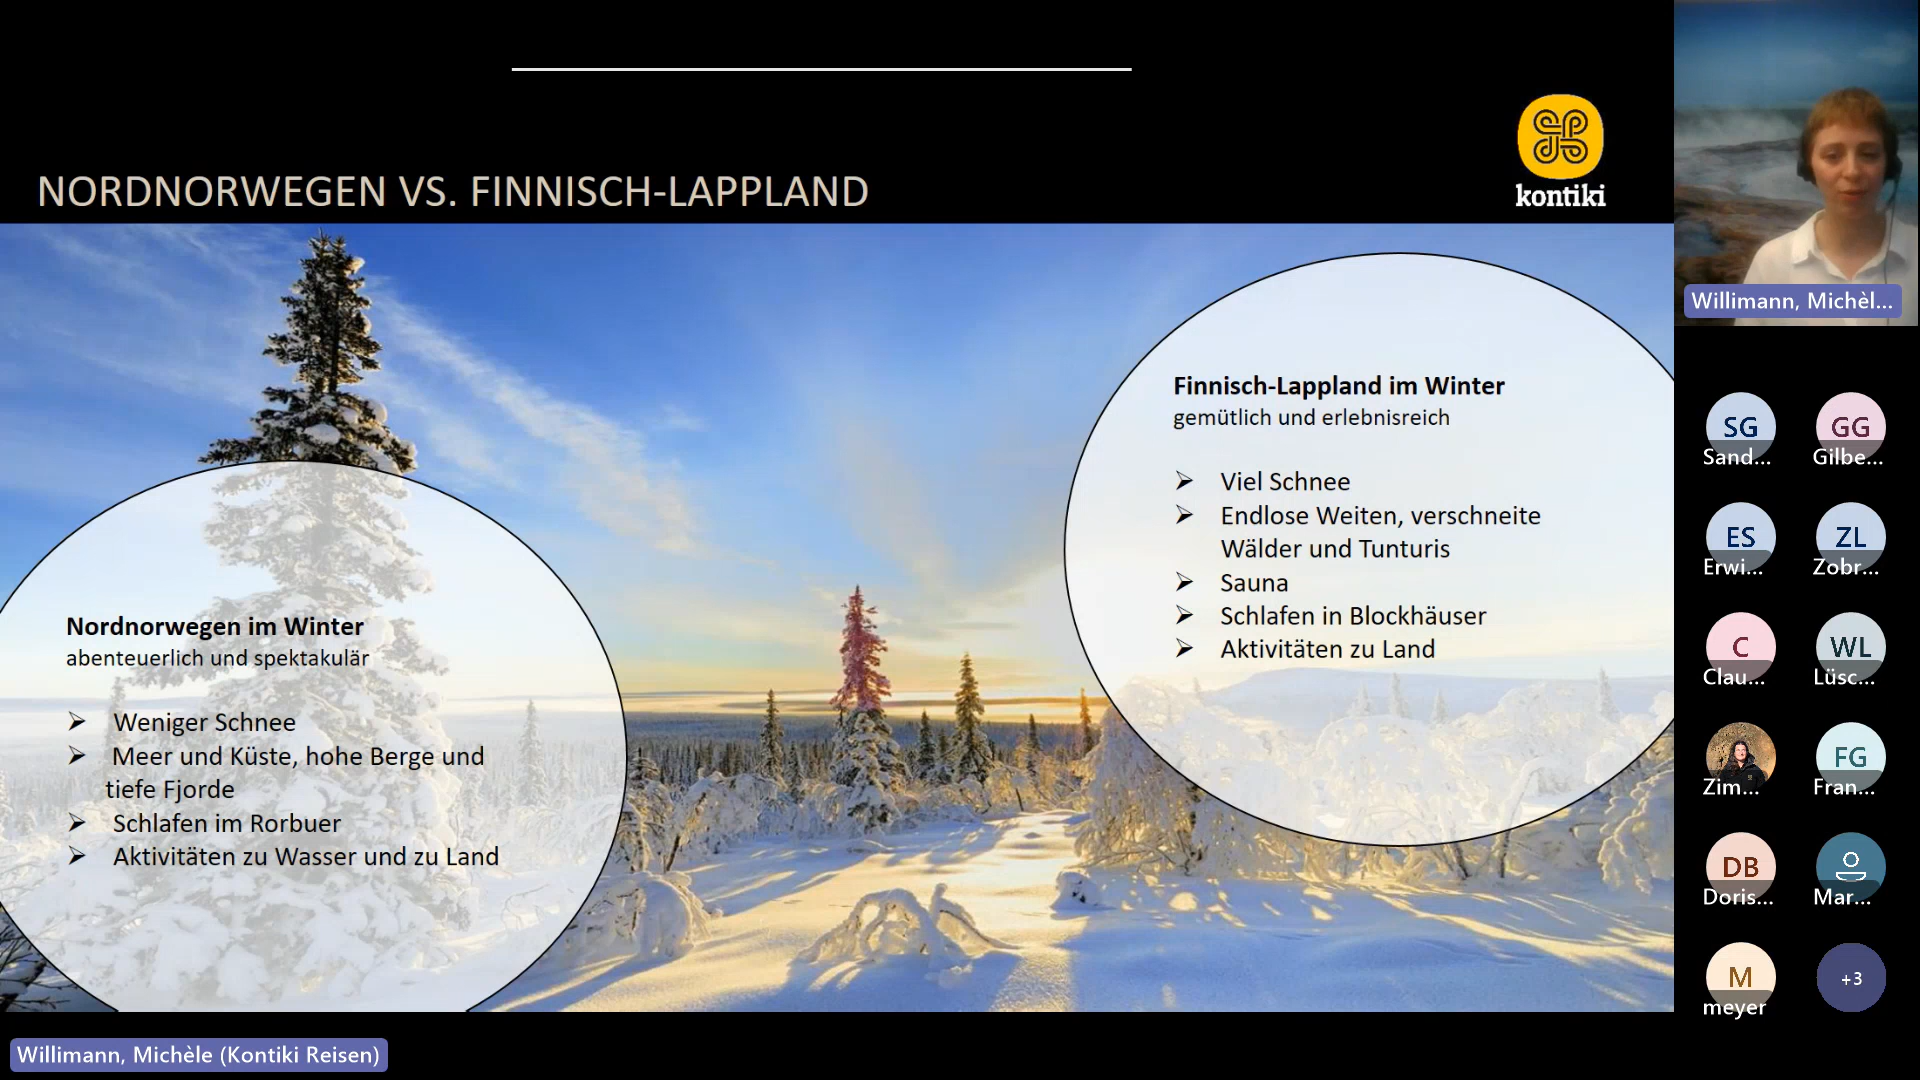 NORDNORWEGEN VS. FINNISCH-LAPPLAND
kontiki
Finnisch-Lappland im Winter
gemütlich und erlebnisreich
➢ Viel Schnee
➢ Endlose Weiten, verschneite
Wälder und Tunturis
➢ Sauna
➢ Schlafen in Blockhäuser
➢ Aktivitäten zu Land
Nordnorwegen im Winter
abenteuerlich und spektakulär
➢ Weniger Schnee
➢ Meer und Küste, hohe Berge und
tiefe Fjorde
➢ Schlafen im Rorbuer
➢ Aktivitäten zu Wasser und zu Land
Willimann, Michèle (Kontiki Reisen)
Willimann, Michèl...
SG
Sand...
GG
Gilbe...
ES
Erwi...
ZL
Zobr...
C
Clau...
WL
Lüsc...
Zim...
FG
Fran...
DB
Doris...
Mar...
M
meyer
+3